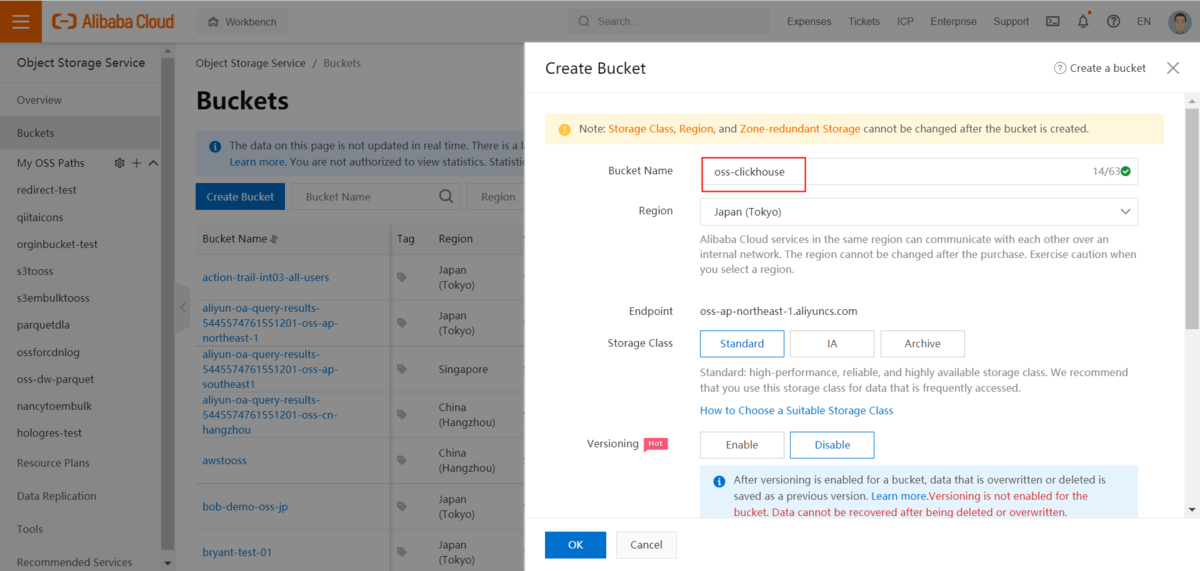 Alibaba Cloud
Workbench
Search...
Expenses
Tickets
ICP
Enterprise
Support
EN
Object Storage Service
Overview
Buckets
My OSS Paths
redirect-test
qiitaicons
orginbucket-test
s3tooss
s3embulktooss
parquetdla
ossforcdnlog
oss-dw-parquet
nancytoembulk
hologres-test
Resource Plans
Data Replication
Tools
Recommended Services
Object Storage Service / Buckets
Buckets
The data on this page is not updated in real time. There is a
Learn more. You are not authorized to view statistics. Statistic
Create Bucket
Bucket Name
Region
Bucket Name
Tag
Region
action-trail-int03-all-users
Japan
(Tokyo)
aliyun-oa-query-results-
5445574761551201-oss-ap-
northeast-1
Japan
(Tokyo)
aliyun-oa-query-results-
5445574761551201-oss-ap-
southeast1
Singapore
aliyun-oa-query-results-
5445574761551201-oss-cn-
hangzhou
China
(Hangzhou)
awstooss
China
(Hangzhou)
bob-demo-oss-jp
Japan
(Tokyo)
bryant-test-01
Japan
(Tokyo)
Create Bucket
Create a bucket
Note: Storage Class, Region, and Zone-redundant Storage cannot be changed after the bucket is created.
Bucket Name
oss-clickhouse
14/63
Region
Japan (Tokyo)
Alibaba Cloud services in the same region can communicate with each other over an
internal network. The region cannot be changed after the purchase. Exercise caution when
you select a region.
Endpoint
oss-ap-northeast-1.aliyuncs.com
Storage Class
Standard
IA
Archive
Standard: high-performance, reliable, and highly available storage class. We recommend
that you use this storage class for data that is frequently accessed.
How to Choose a Suitable Storage Class
Versioning
Hot
Enable
Disable
After versioning is enabled for a bucket, data that is overwritten or deleted is
saved as a previous version. Learn more.Versioning is not enabled for the
bucket. Data cannot be recovered after being deleted or overwritten.
OK
Cancel